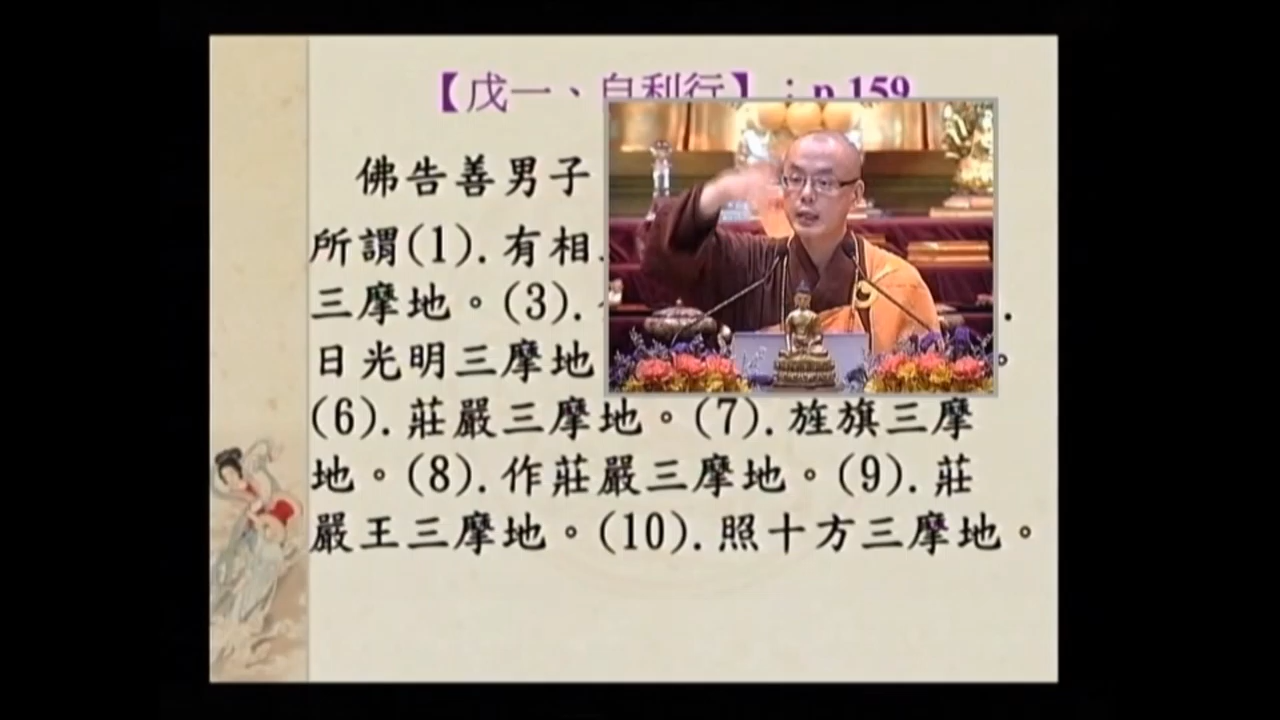 【戊一、自利行】：p.159
佛告善男子
所謂(1).有相
三摩地。(3).
日光明三摩地
(6).莊嚴三摩地。(7).旌旗三摩
地。(8).作莊嚴三摩地。(9).莊
嚴王三摩地。(10).照十方三摩地。